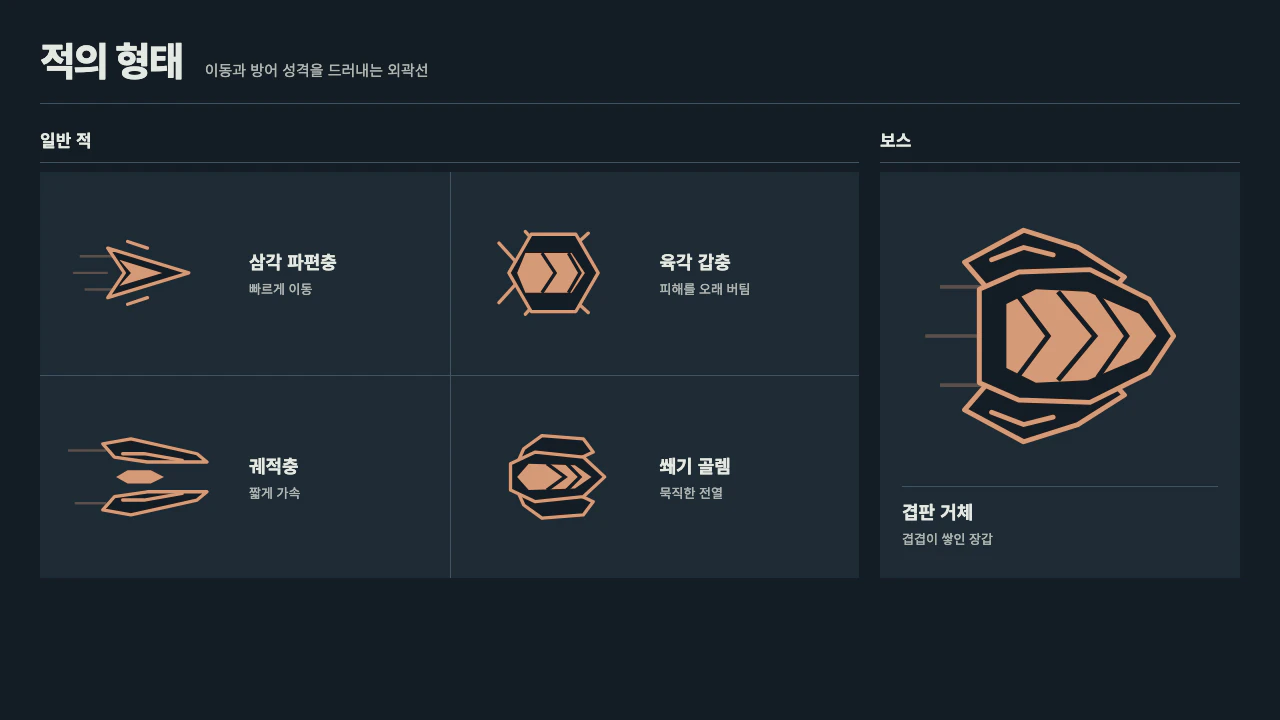 적의 형태
이동과 방어 성격을 드러내는 외곽선
일반 적
보스
삼각 파편충
빠르게 이동
육각 갑충
피해를 오래 버팀
궤적충
짧게 가속
쐐기 골렘
묵직한 전열
겹판 거체
겹겹이 쌓인 장갑